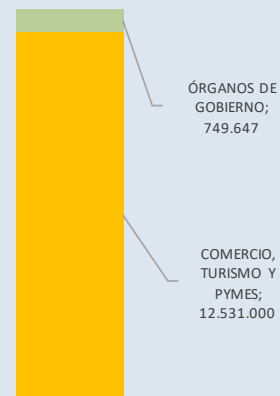 ÓRGANOS DE
GOBIERNO;
749.647
COMERCIO,
TURISMO Y
PYMES;
12.531.000